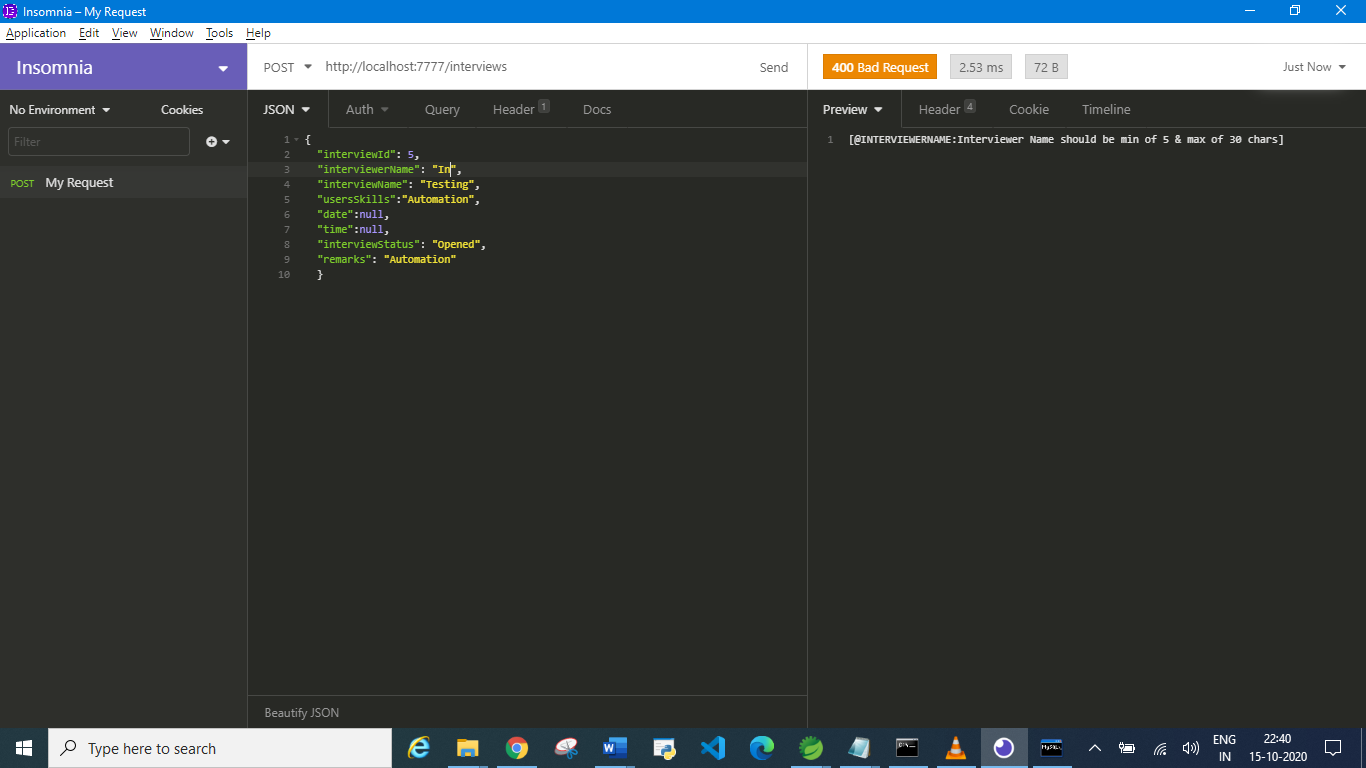 Insomnia – My Request
Application Edit View Window Tools Help
Insomnia
POST http://localhost:7777/interviews Send
400 Bad Request 2.53 ms 72 B Just Now
No Environment Cookies
JSON Auth Query Header 1 Docs
Preview Header 4 Cookie Timeline
Filter
POST My Request
1 {
2 "interviewId": 5,
3 "interviewerName": "In",
4 "interviewName": "Testing",
5 "usersSkills":"Automation",
6 "date":null,
7 "time":null,
8 "interviewStatus": "Opened",
9 "remarks": "Automation"
10 }
1 [@INTERVIEWERNAME:Interviewer Name should be min of 5 & max of 30 chars]
Beautify JSON
Type here to search
ENG
IN
22:40
15-10-2020